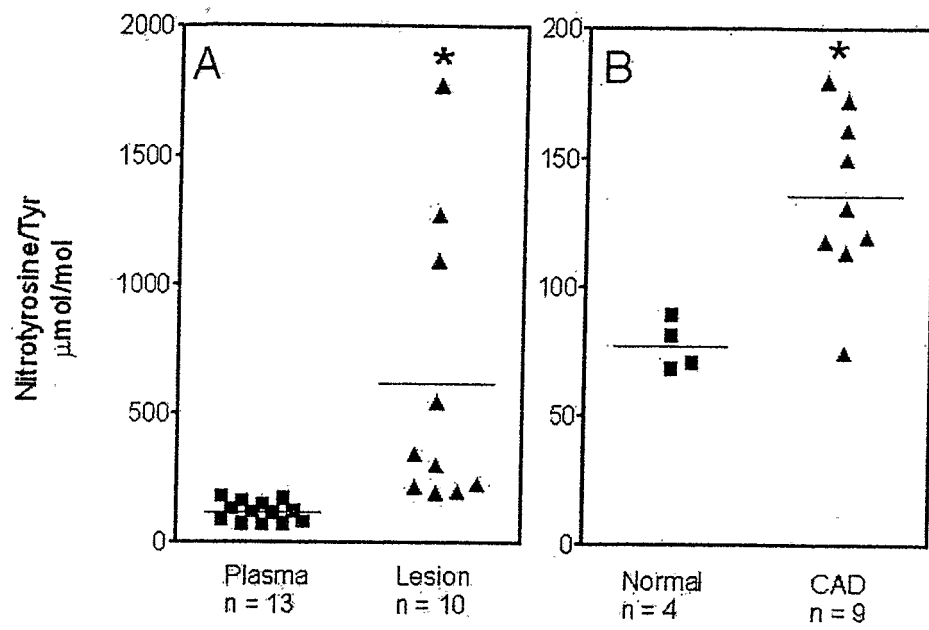 Nitrotyrosine/Tyr
μmol/mol
A
*
2000
1500
1000
500
0
Plasma
n = 13
Lesion
n = 10
B
*
200
150
100
50
0
Normal
n = 4
CAD
n = 9